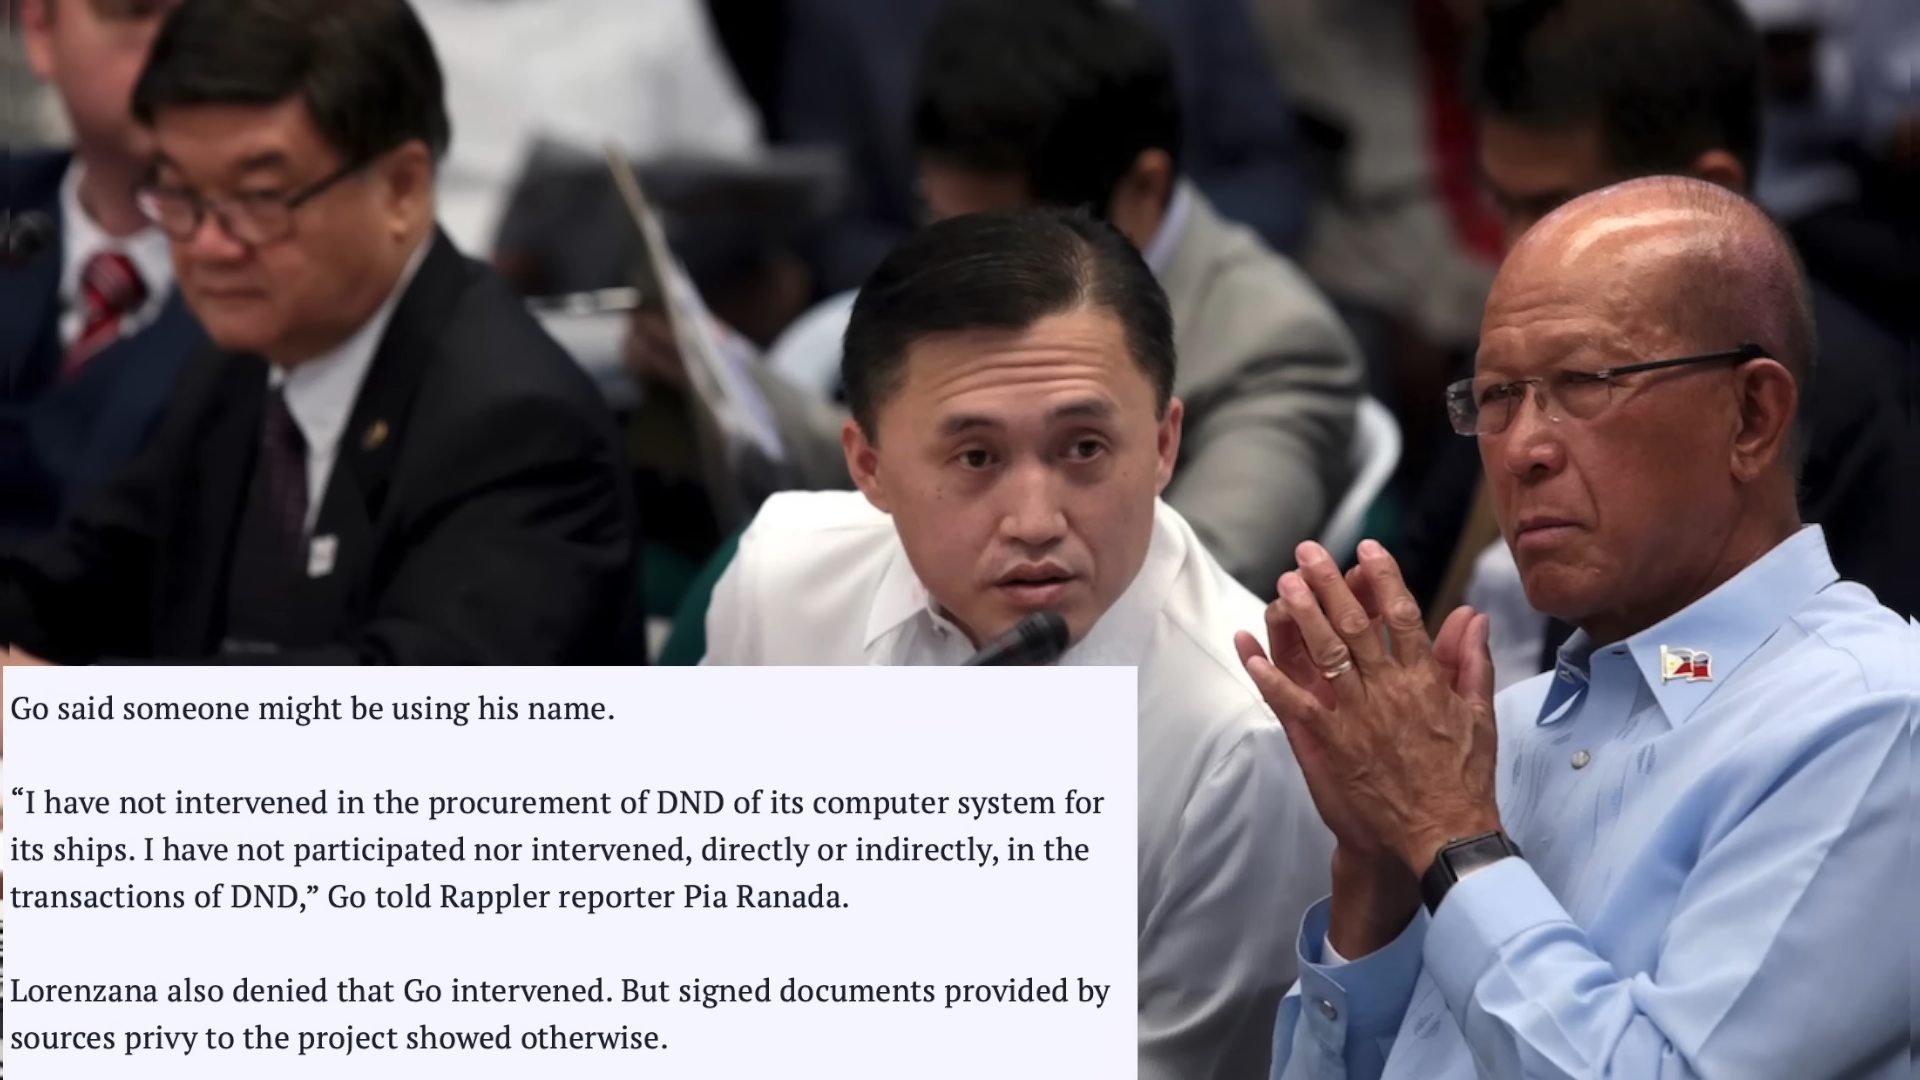 Go said someone might be using his name.
“I have not intervened in the procurement of DND of its computer system for
its ships. I have not participated nor intervened, directly or indirectly, in the
transactions of DND,” Go told Rappler reporter Pia Ranada.
Lorenzana also denied that Go intervened. But signed documents provided by
sources privy to the project showed otherwise.